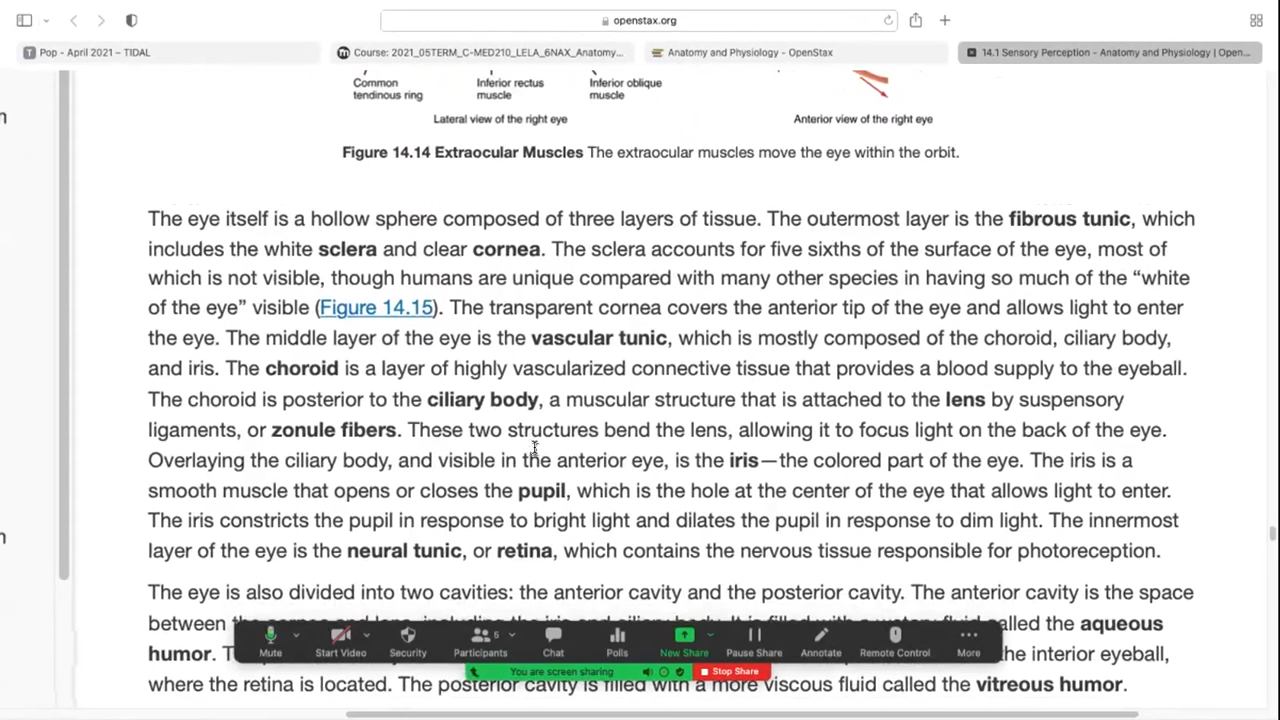 openstax.org
Pop - April 2021 – TIDAL
Course: 2021_05TERM_C-MED210_LELA_6NAX_Anatomy...
Anatomy and Physiology - OpenStax
14.1 Sensory Perception - Anatomy and Physiology | Open...
Common
tendinous ring
Inferior rectus
muscle
Inferior oblique
muscle
Lateral view of the right eye
Anterior view of the right eye
Figure 14.14 Extraocular Muscles The extraocular muscles move the eye within the orbit.
The eye itself is a hollow sphere composed of three layers of tissue. The outermost layer is the fibrous tunic, which
includes the white sclera and clear cornea. The sclera accounts for five sixths of the surface of the eye, most of
which is not visible, though humans are unique compared with many other species in having so much of the “white
of the eye” visible (Figure 14.15). The transparent cornea covers the anterior tip of the eye and allows light to enter
the eye. The middle layer of the eye is the vascular tunic, which is mostly composed of the choroid, ciliary body,
and iris. The choroid is a layer of highly vascularized connective tissue that provides a blood supply to the eyeball.
The choroid is posterior to the ciliary body, a muscular structure that is attached to the lens by suspensory
ligaments, or zonule fibers. These two structures bend the lens, allowing it to focus light on the back of the eye.
Overlaying the ciliary body, and visible in the anterior eye, is the iris—the colored part of the eye. The iris is a
smooth muscle that opens or closes the pupil, which is the hole at the center of the eye that allows light to enter.
The iris constricts the pupil in response to bright light and dilates the pupil in response to dim light. The innermost
layer of the eye is the neural tunic, or retina, which contains the nervous tissue responsible for photoreception.
The eye is also divided into two cavities: the anterior cavity and the posterior cavity. The anterior cavity is the space
between called the aqueous
humor. the interior eyeball,
where the retina is located. The posterior cavity is filled with a more viscous fluid called the vitreous humor.
6
Mute
Start Video
Security
Participants
Chat
Polls
New Share
Pause Share
Annotate
Remote Control
More
You are screen sharing
Stop Share